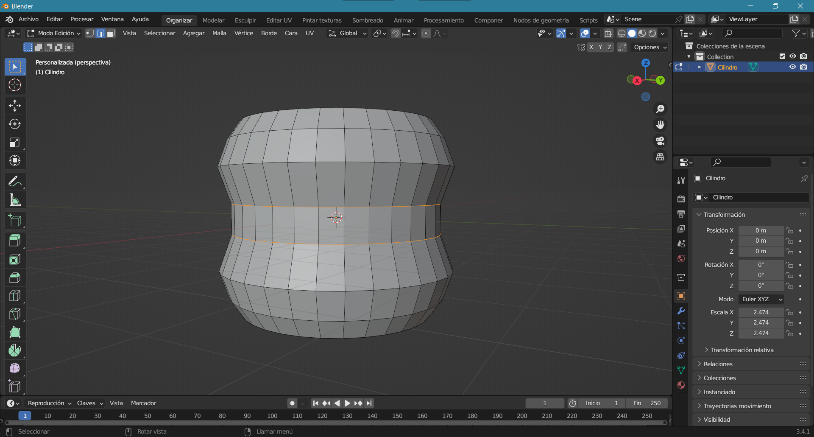 Blender
Archivo Editar Procesar Ventana Ayuda Organizar Modelar Esculpir Editar UV Pintar texturas Sombreado Animar Procesamiento Componer Nodos de geometría Scripts Scene ViewLayer
Modo Edición Vista Seleccionar Agregar Malla Vértice Borde Cara UV Global
X Y Z Opciones
Personalizada (perspectiva)
(1) Cilindro
Z
X
Y
Colecciones de la escena
Collection
Cilindro
Cilindro
Cilindro
Transformación
Posición X 0 m
Y 0 m
Z 0 m
Rotación X 0°
Y 0°
Z 0°
Modo Euler XYZ
Escala X 2.474
Y 2.474
Z 2.474
Transformación relativa
Relaciones
Colecciones
Instanciado
Trayectorias movimiento
Visibilidad
Reproducción Claves Vista Marcador 1 Inicio 1 Fin 250
1 10 20 30 40 50 60 70 80 90 100 110 120 130 140 150 160 170 180 190 200 210 220 230 240 250
Seleccionar Rotar vista Llamar menú 3.4.1